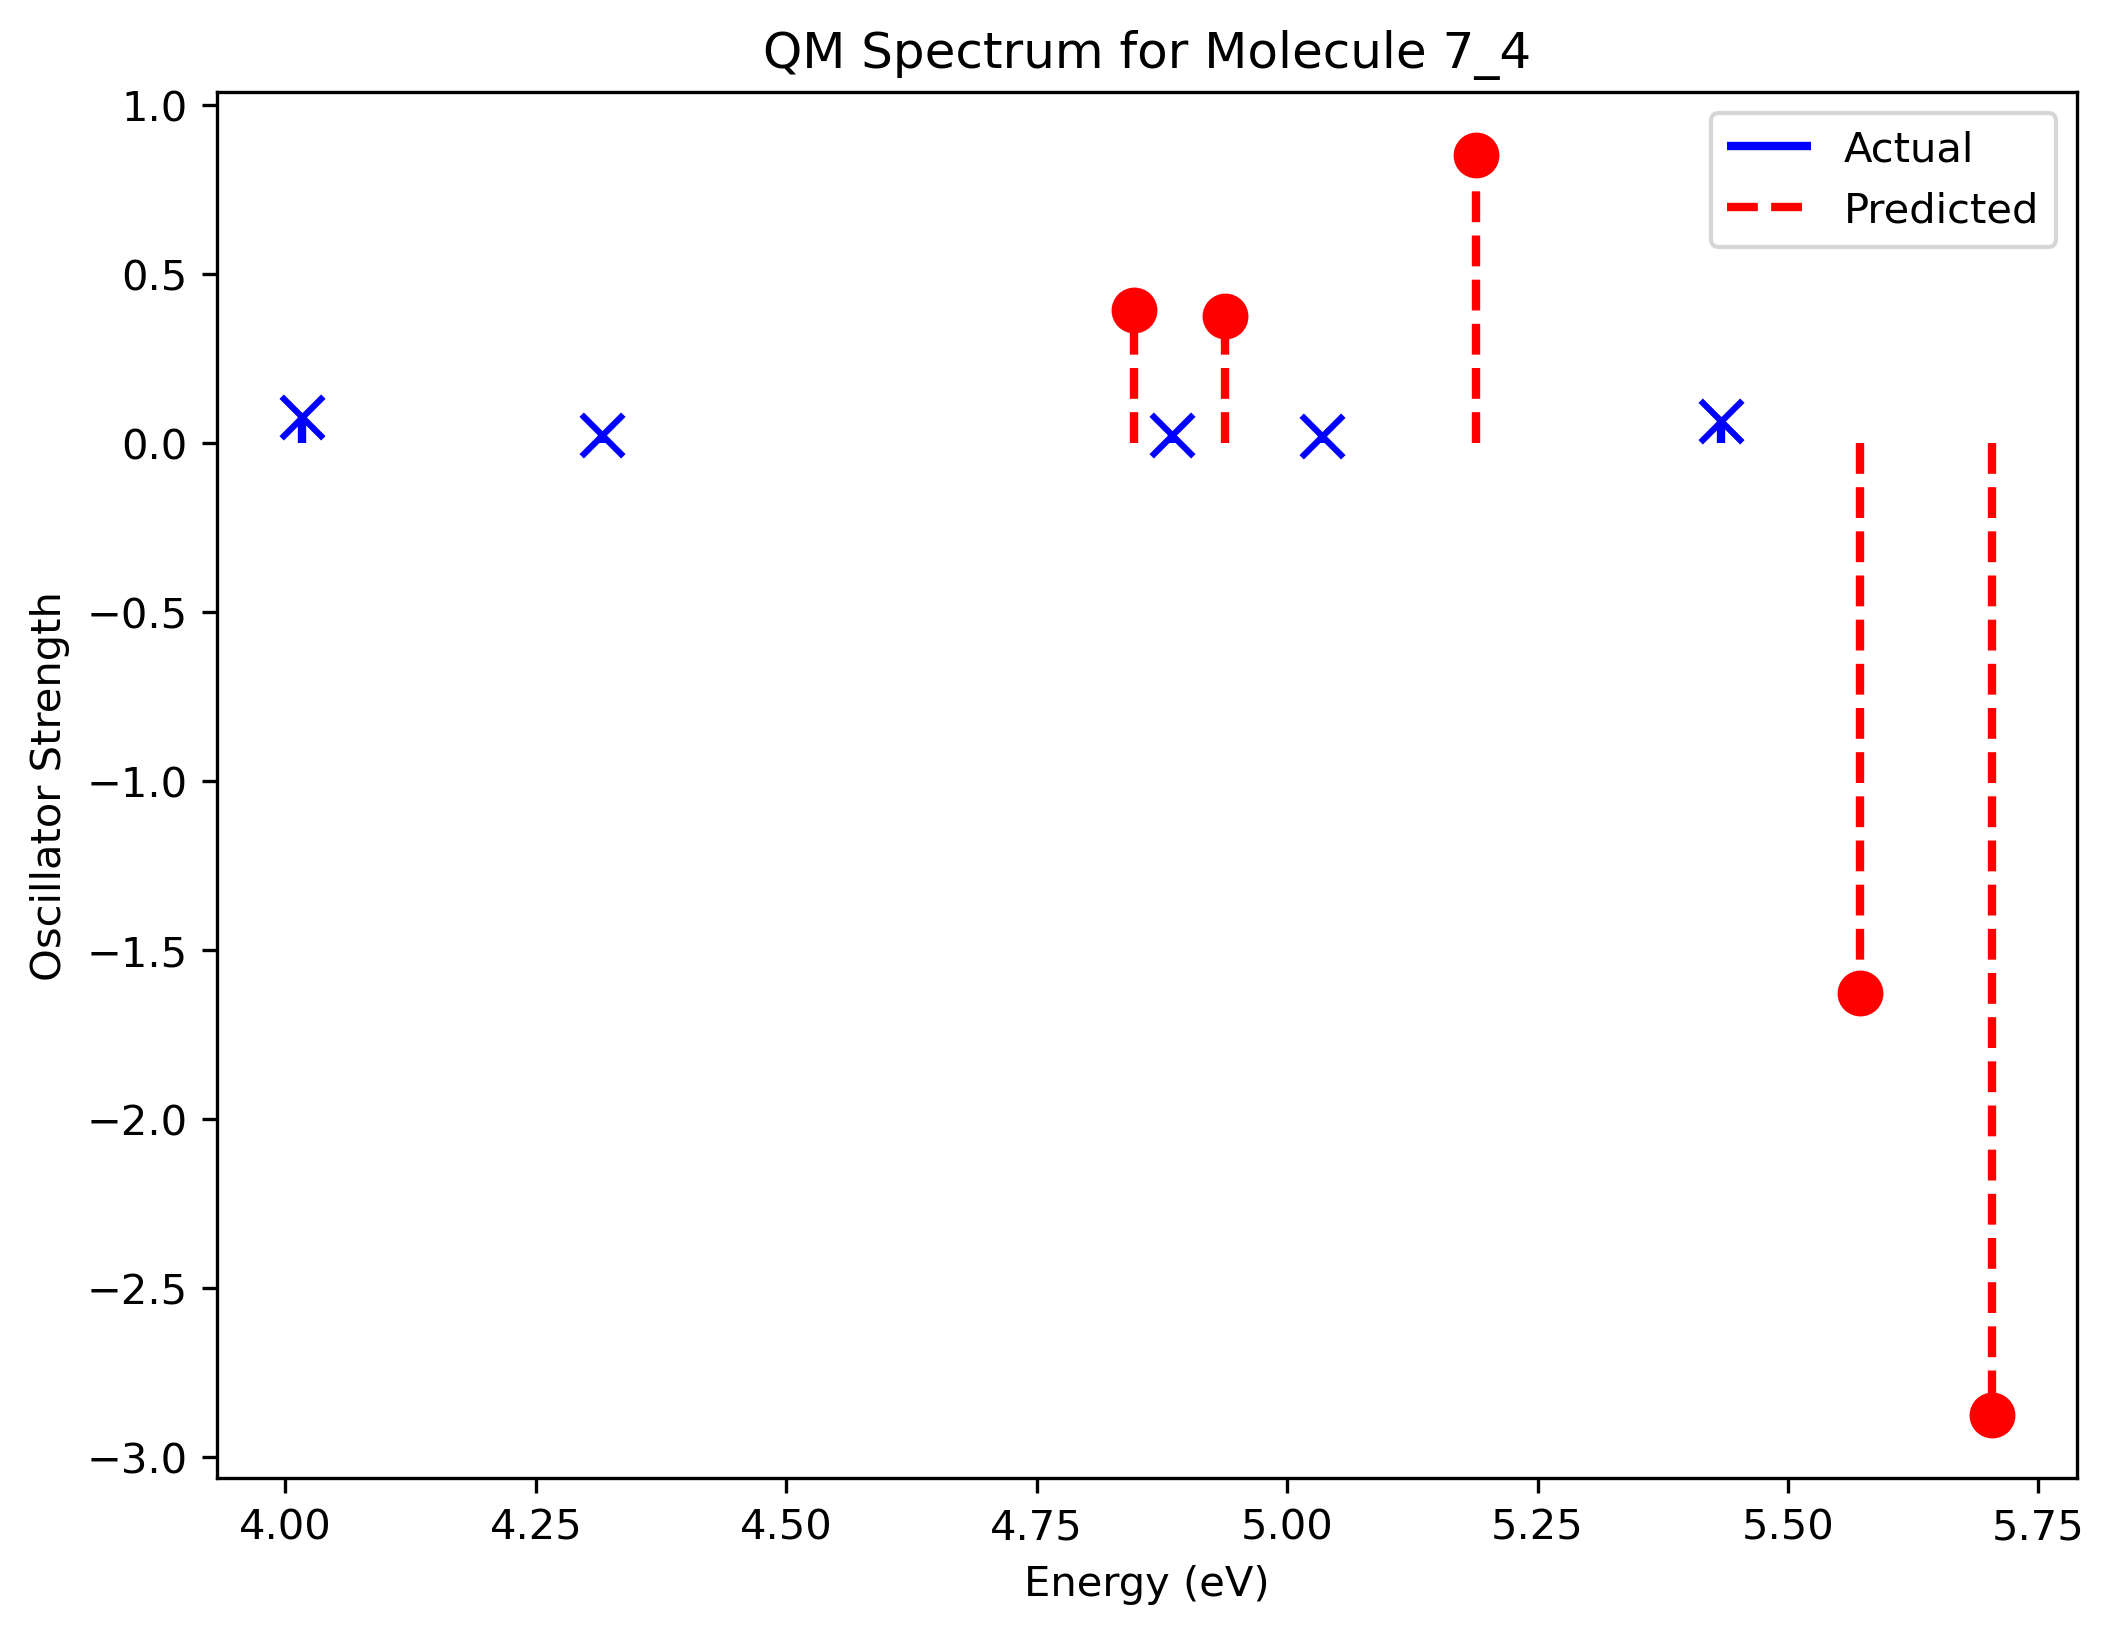 QM Spectrum for Molecule 7_4
Actual
Predicted
1.0
0.5
0.0
−0.5
−1.0
−1.5
−2.0
−2.5
−3.0
Oscillator Strength
4.00 4.25 4.50 4.75 5.00 5.25 5.50 5.75
Energy (eV)